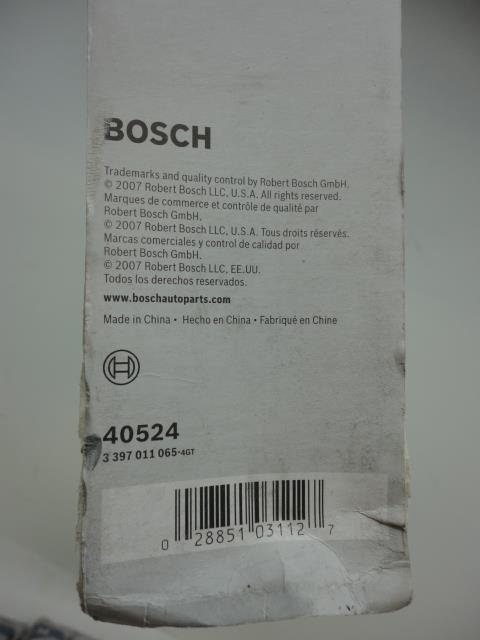 BOSCH
Trademarks and quality control by Robert Bosch GmbH.
© 2007 Robert Bosch LLC, U.S.A. All rights reserved.
Marques de commerce et contrôle de qualité par
Robert Bosch GmbH.
© 2007 Robert Bosch LLC, U.S.A. Tous droits réservés.
Marcas comerciales y control de calidad por
Robert Bosch GmbH.
© 2007 Robert Bosch LLC, EE.UU.
Todos los derechos reservados.
www.boschautoparts.com
Made in China • Hecho en China • Fabriqué en Chine
40524
3 397 011 065-4GT
0 28851 03112 7